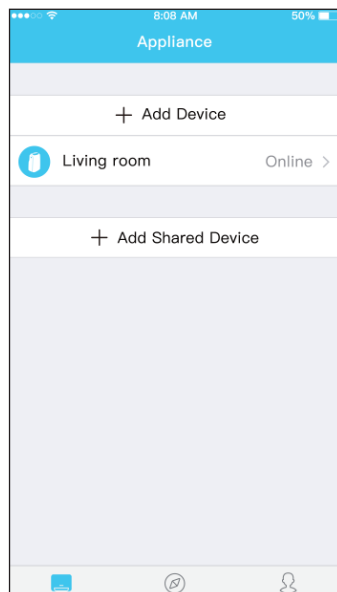 8:08 AM 50%
Appliance
+ Add Device
Living room Online >
+ Add Shared Device